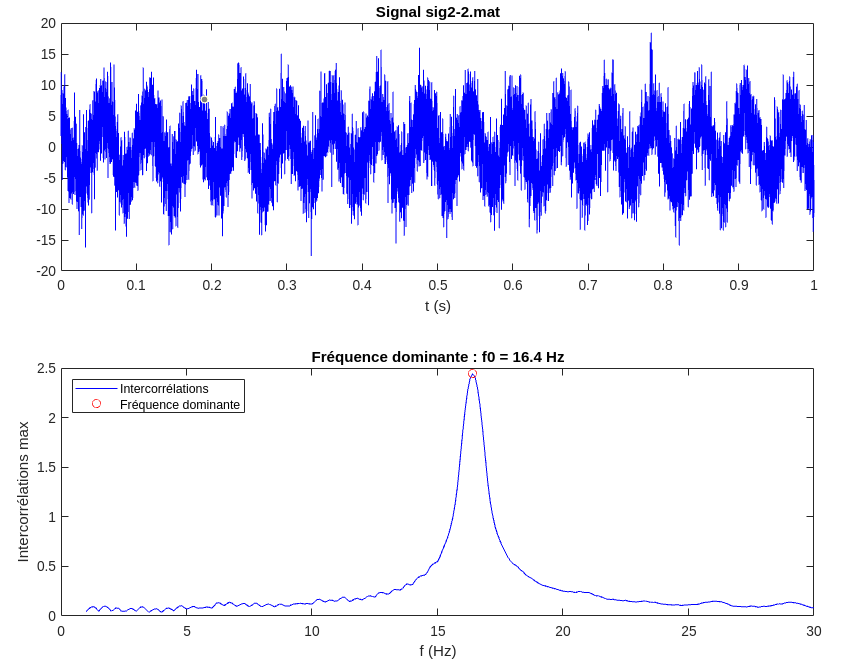 Signal sig2-2.mat
20
15
10
5
0
-5
-10
-15
-20
0 0.1 0.2 0.3 0.4 0.5 0.6 0.7 0.8 0.9 1
t (s)
Fréquence dominante : f0 = 16.4 Hz
Intercorrélations max
2.5
2
1.5
1
0.5
0
Intercorrélations
Fréquence dominante
0 5 10 15 20 25 30
f (Hz)